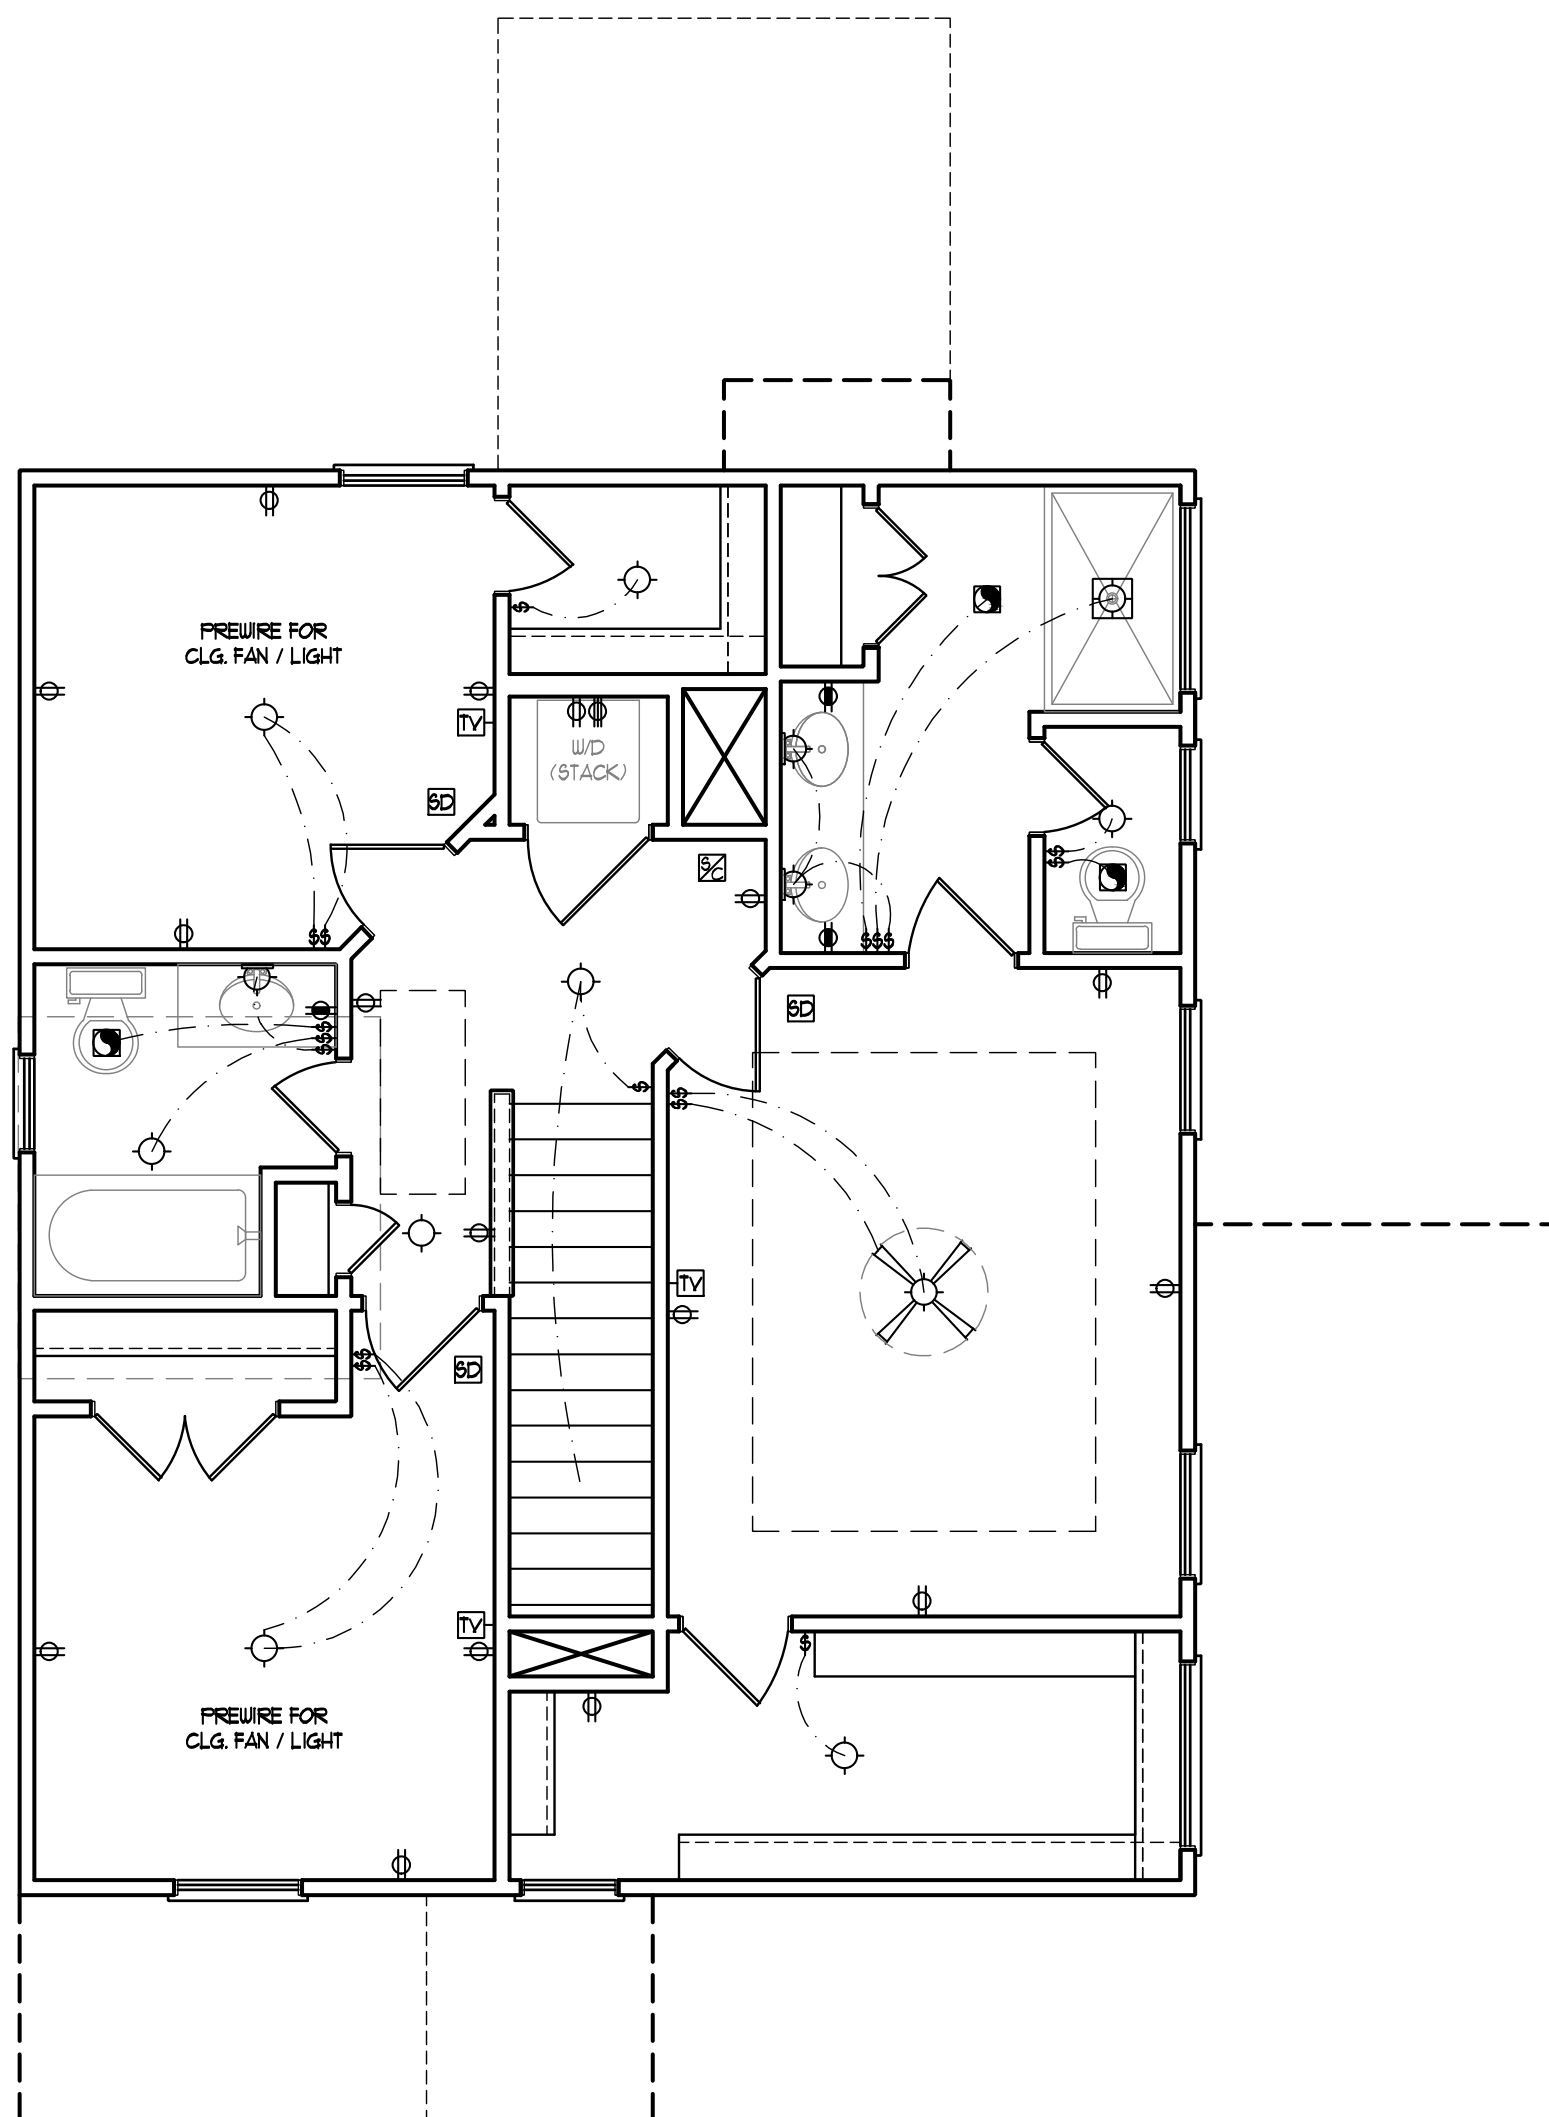 PREWIRE FOR
CLG. FAN / LIGHT
$
TV
W/D
(STACK)
SD
S/C
$$
$$
$$$
$$$
SD
$
$$
TV
$$
SD
TV
$
PREWIRE FOR
CLG. FAN / LIGHT